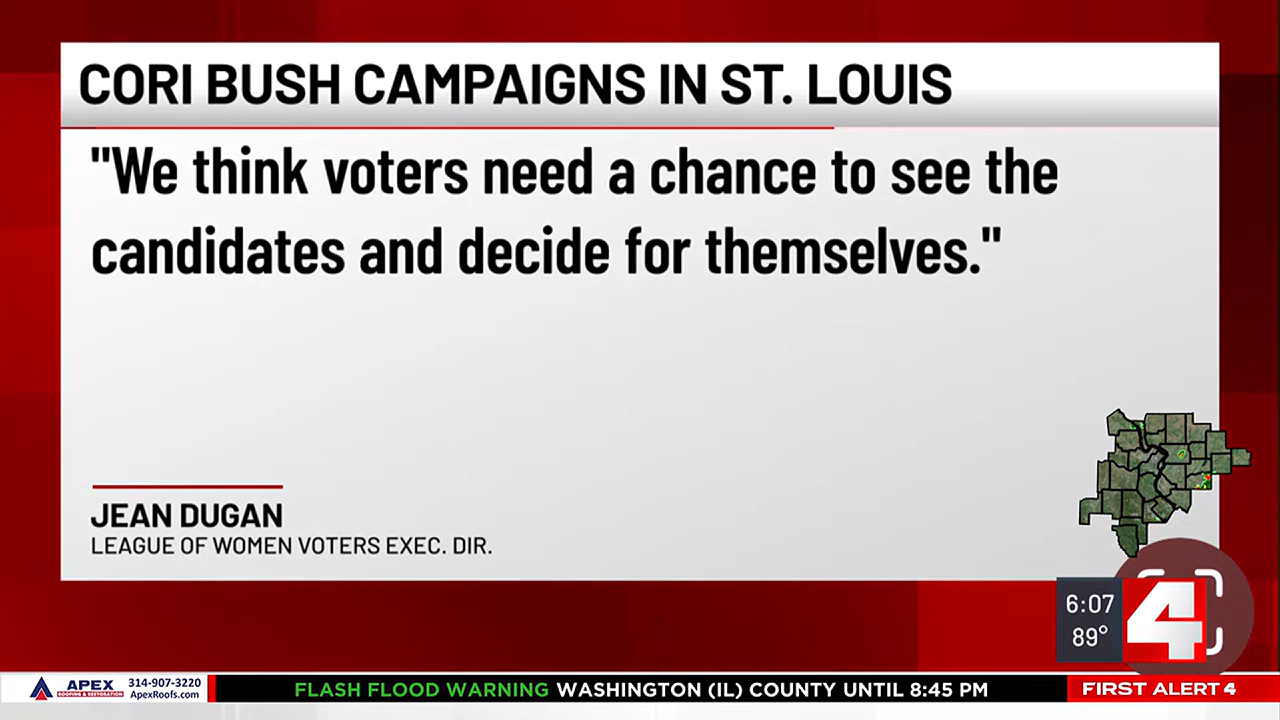 CORI BUSH CAMPAIGNS IN ST. LOUIS
"We think voters need a chance to see the
candidates and decide for themselves."
JEAN DUGAN
LEAGUE OF WOMEN VOTERS EXEC. DIR.
6:07
89°
4
APEX
ROOFING & RESTORATION
314-907-3220
ApexRoofs.com
FLASH FLOOD WARNING WASHINGTON (IL) COUNTY UNTIL 8:45 PM
FIRST ALERT 4